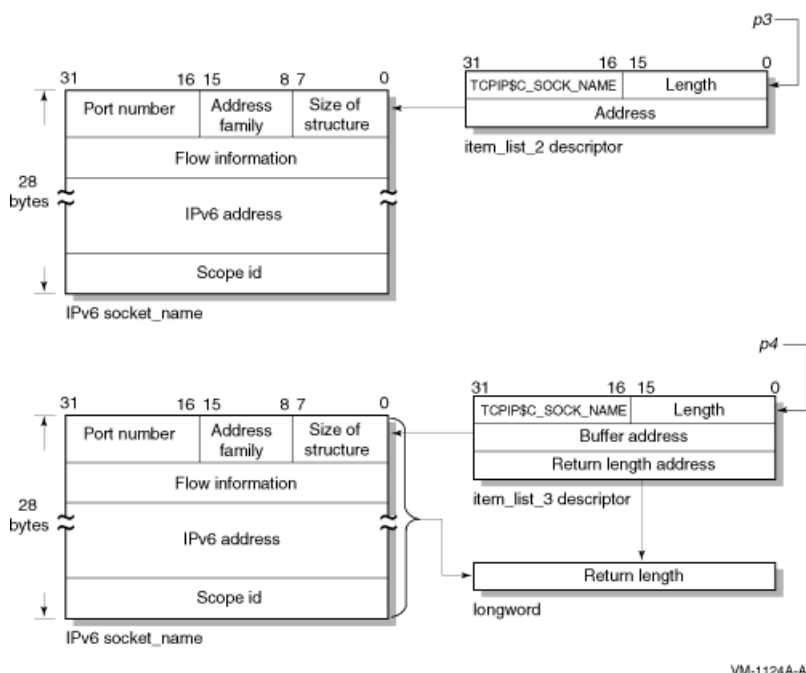 p3
31 16 15 0
TCPIP$C_SOCK_NAME Length
Address
item_list_2 descriptor
31 16 15 8 7 0
Port number Address family Size of structure
Flow information
28 bytes
IPv6 address
Scope id
IPv6 socket_name
p4
31 16 15 0
TCPIP$C_SOCK_NAME Length
Buffer address
Return length address
item_list_3 descriptor
31 16 15 8 7 0
Port number Address family Size of structure
Flow information
28 bytes
IPv6 address
Scope id
IPv6 socket_name
Return length
longword
VM-1124A-AI